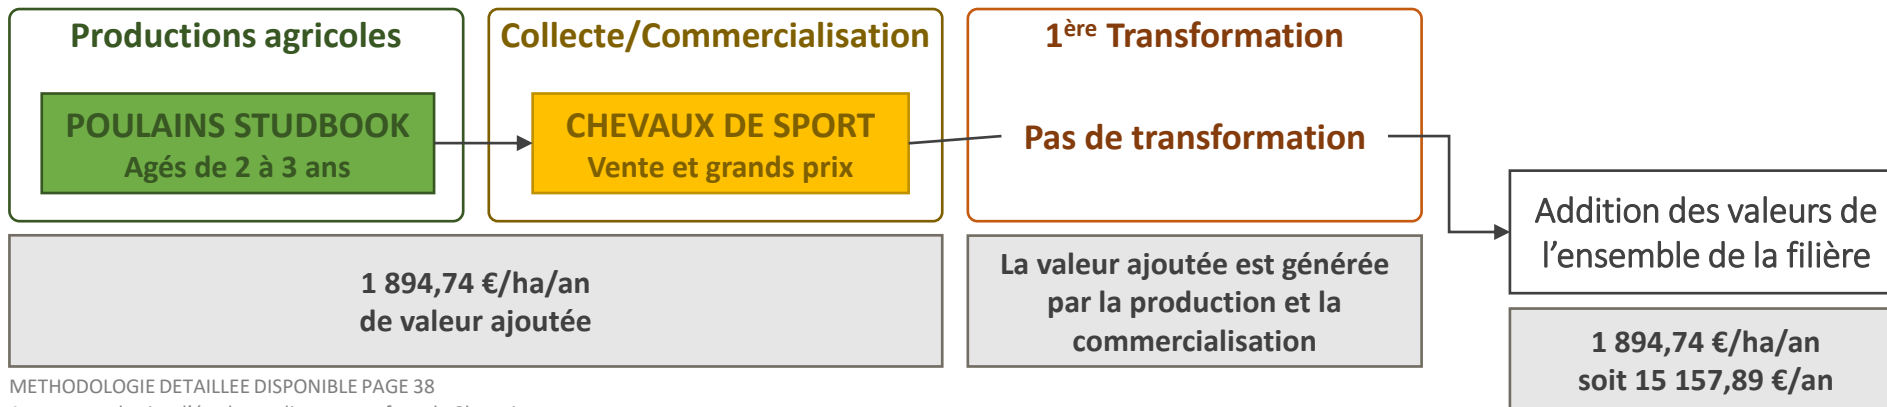 Productions agricoles
POULAINS STUDBOOK
Agés de 2 à 3 ans
Collecte/Commercialisation
CHEVAUX DE SPORT
Vente et grands prix
1ère Transformation
Pas de transformation
Addition des valeurs de
l’ensemble de la filière
1 894,74 €/ha/an
de valeur ajoutée
La valeur ajoutée est générée
par la production et la
commercialisation
1 894,74 €/ha/an
soit 15 157,89 €/an
METHODOLOGIE DETAILLEE DISPONIBLE PAGE 38